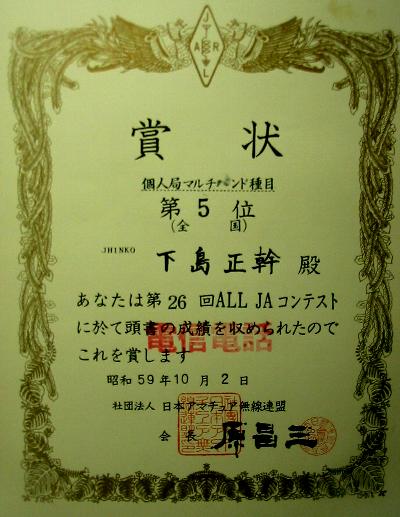 J
A R
L
賞状
個人局マルチバンド種目
第5位
(全国)
JH1NKO
下島正幹 殿
あなたは第26回ALL JAコンテスト
に於て頭書の成績を収められたので
電信電話
これを賞します
昭和59年10月2日
社団法人 日本アマチュア無線連盟
会長 原昌三